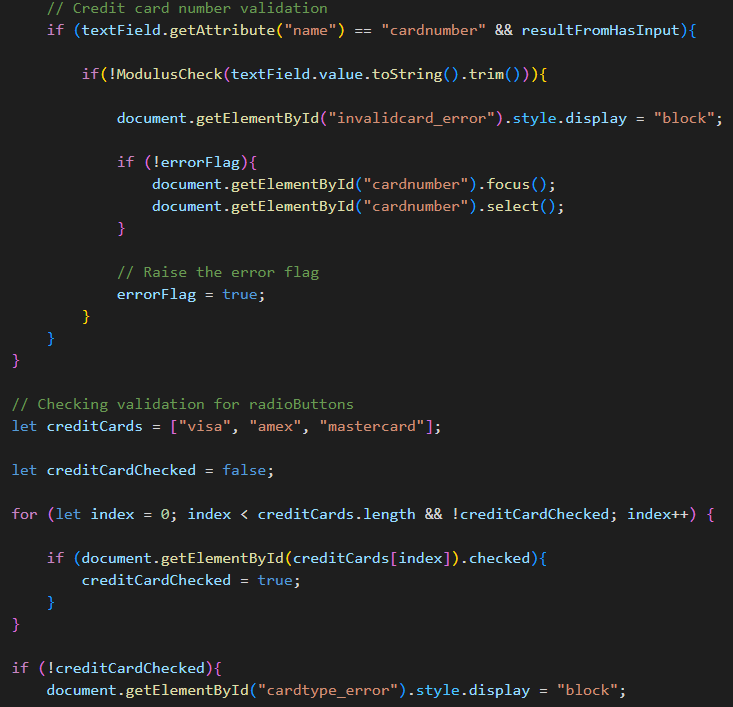 // Credit card number validation
if (textField.getAttribute("name") == "cardnumber" && resultFromHasInput){
if(!ModulusCheck(textField.value.toString().trim())){
document.getElementById("invalidcard_error").style.display = "block";
if (!errorFlag){
document.getElementById("cardnumber").focus();
document.getElementById("cardnumber").select();
}
// Raise the error flag
errorFlag = true;
}
}
}
// Checking validation for radioButtons
let creditCards = ["visa", "amex", "mastercard"];
let creditCardChecked = false;
for (let index = 0; index < creditCards.length && !creditCardChecked; index++) {
if (document.getElementById(creditCards[index]).checked){
creditCardChecked = true;
}
}
if (!creditCardChecked){
document.getElementById("cardtype_error").style.display = "block";